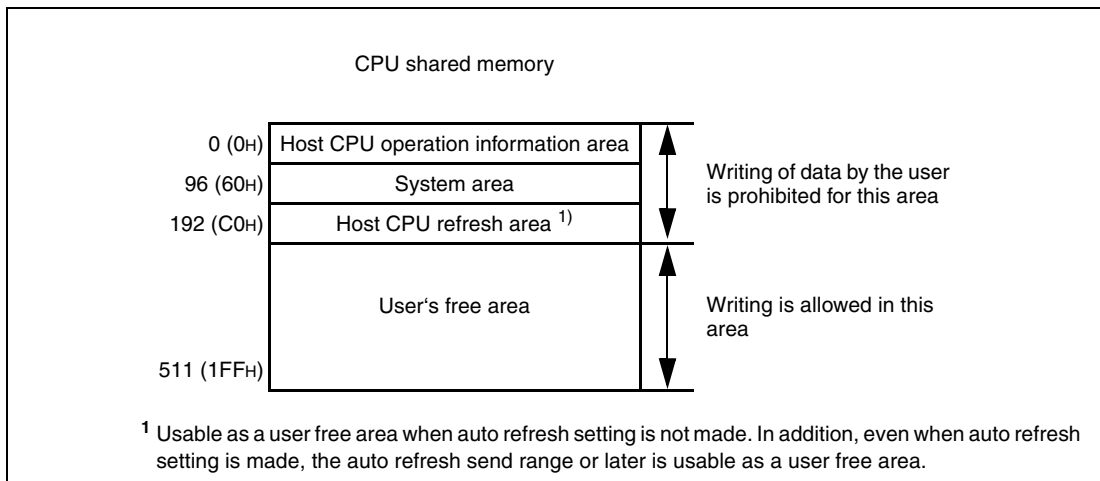 CPU shared memory
0 (0H) Host CPU operation information area
96 (60H) System area
192 (C0H) Host CPU refresh area 1)
Writing of data by the user
is prohibited for this area
User‘s free area
Writing is allowed in this
area
511 (1FFH)
1 Usable as a user free area when auto refresh setting is not made. In addition, even when auto refresh
setting is made, the auto refresh send range or later is usable as a user free area.